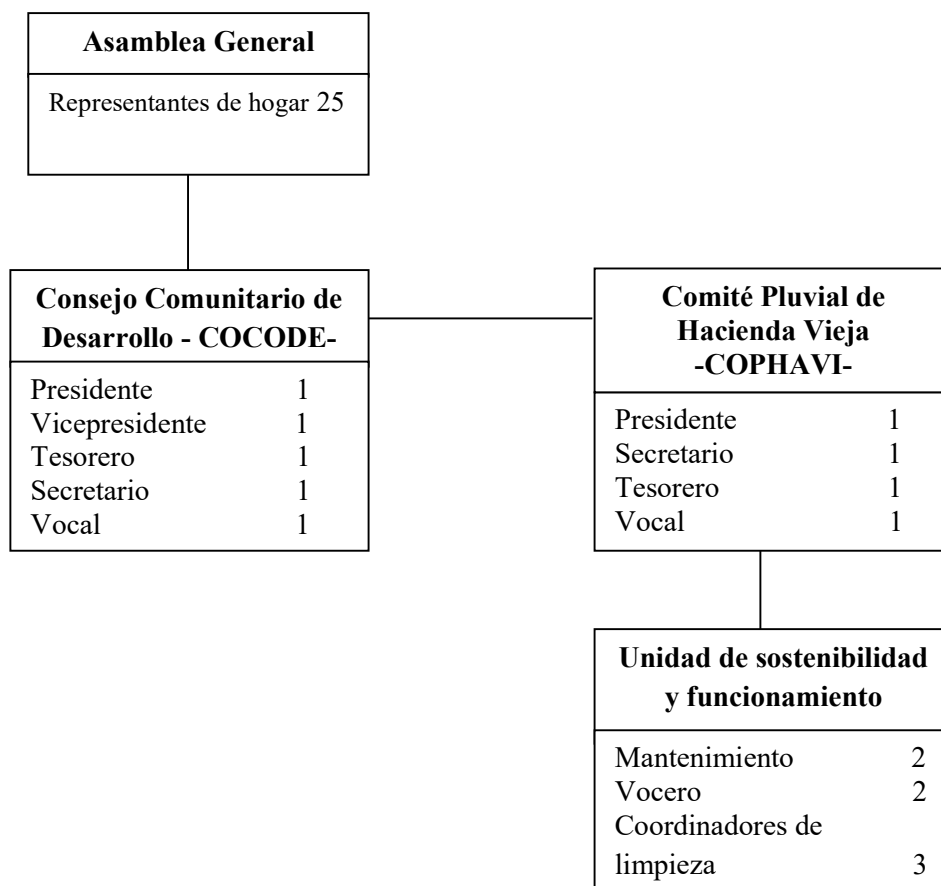 Asamblea General
Representantes de hogar 25
Consejo Comunitario de
Desarrollo - COCODE-
Presidente 1
Vicepresidente 1
Tesorero 1
Secretario 1
Vocal 1
Comité Pluvial de
Hacienda Vieja
-COPHAVI-
Presidente 1
Secretario 1
Tesorero 1
Vocal 1
Unidad de sostenibilidad
y funcionamiento
Mantenimiento 2
Vocero 2
Coordinadores de
limpieza 3